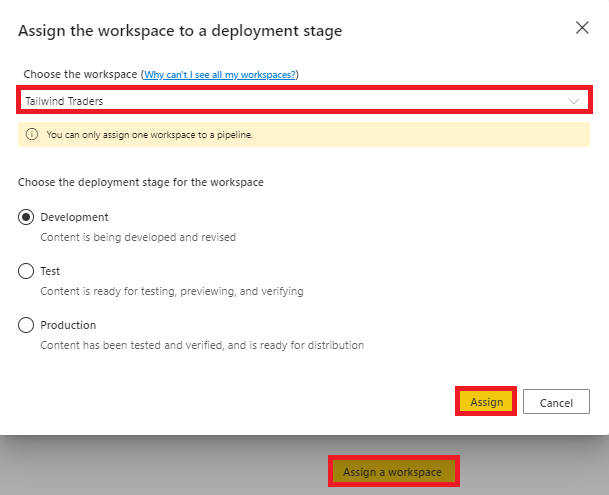 Assign the workspace to a deployment stage
Choose the workspace (Why can't I see all my workspaces?)
Tailwind Traders
You can only assign one workspace to a pipeline.
Choose the deployment stage for the workspace
Development
Content is being developed and revised
Test
Content is ready for testing, previewing, and verifying
Production
Content has been tested and verified, and is ready for distribution
Assign
Cancel
Assign a workspace